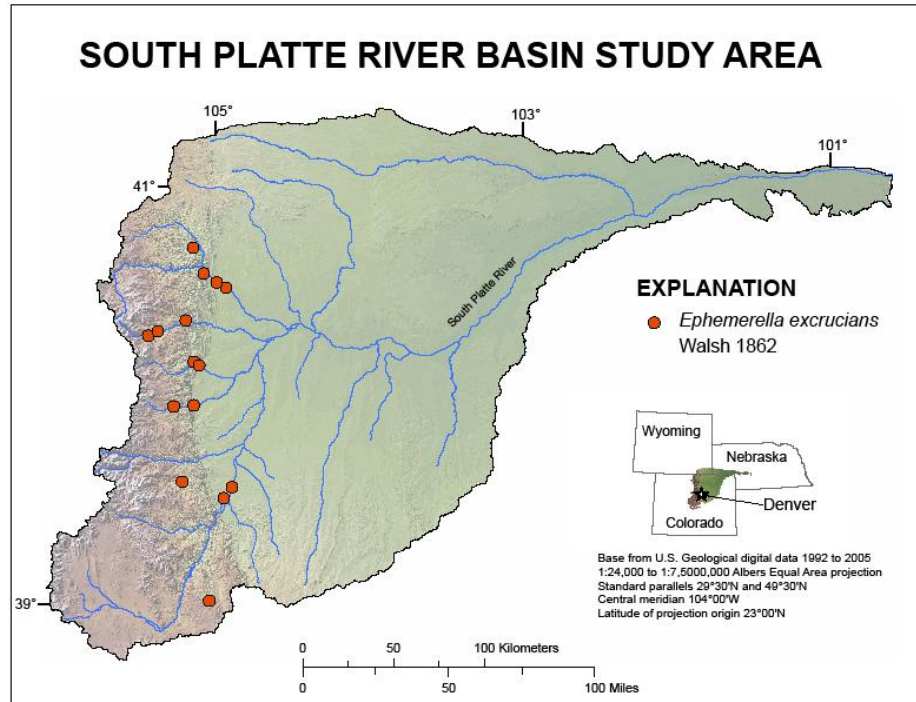 SOUTH PLATTE RIVER BASIN STUDY AREA
105°
103°
101°
41°
South Platte River
EXPLANATION
Ephemerella excrucians
Walsh 1862
Wyoming
Nebraska
Denver
Colorado
Base from U.S. Geological digital data 1992 to 2005
1:24,000 to 1:7,5000,000 Albers Equal Area projection
Standard parallels 29°30'N and 49°30'N
Central meridian 104°00'W
Latitude of projection origin 23°00'N
39°
0 50 100 Kilometers
0 50 100 Miles